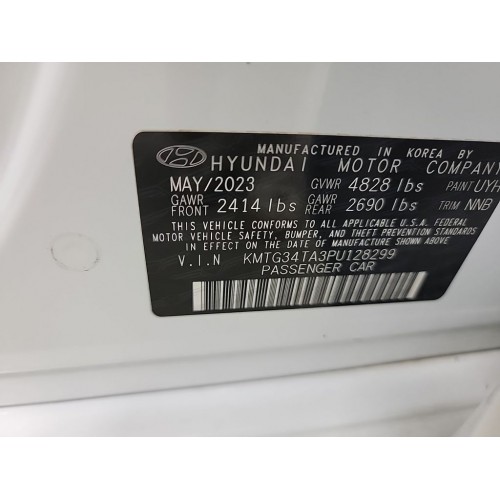 MANUFACTURED IN KOREA BY
HYUNDAI MOTOR COMPANY
MAY/2023 GVWR 4828 lbs PAINT UYH
GAWR FRONT 2414 lbs GAWR REAR 2690 lbs TRIM NNB
THIS VEHICLE CONFORMS TO ALL APPLICABLE U.S.A. FEDERAL
MOTOR VEHICLE SAFETY, BUMPER, AND THEFT PREVENTION
STANDARDS IN EFFECT ON THE DATE OF MANUFACTURE SHOWN ABOVE.
V.I.N KMTG34TA3PU128299
PASSENGER CAR